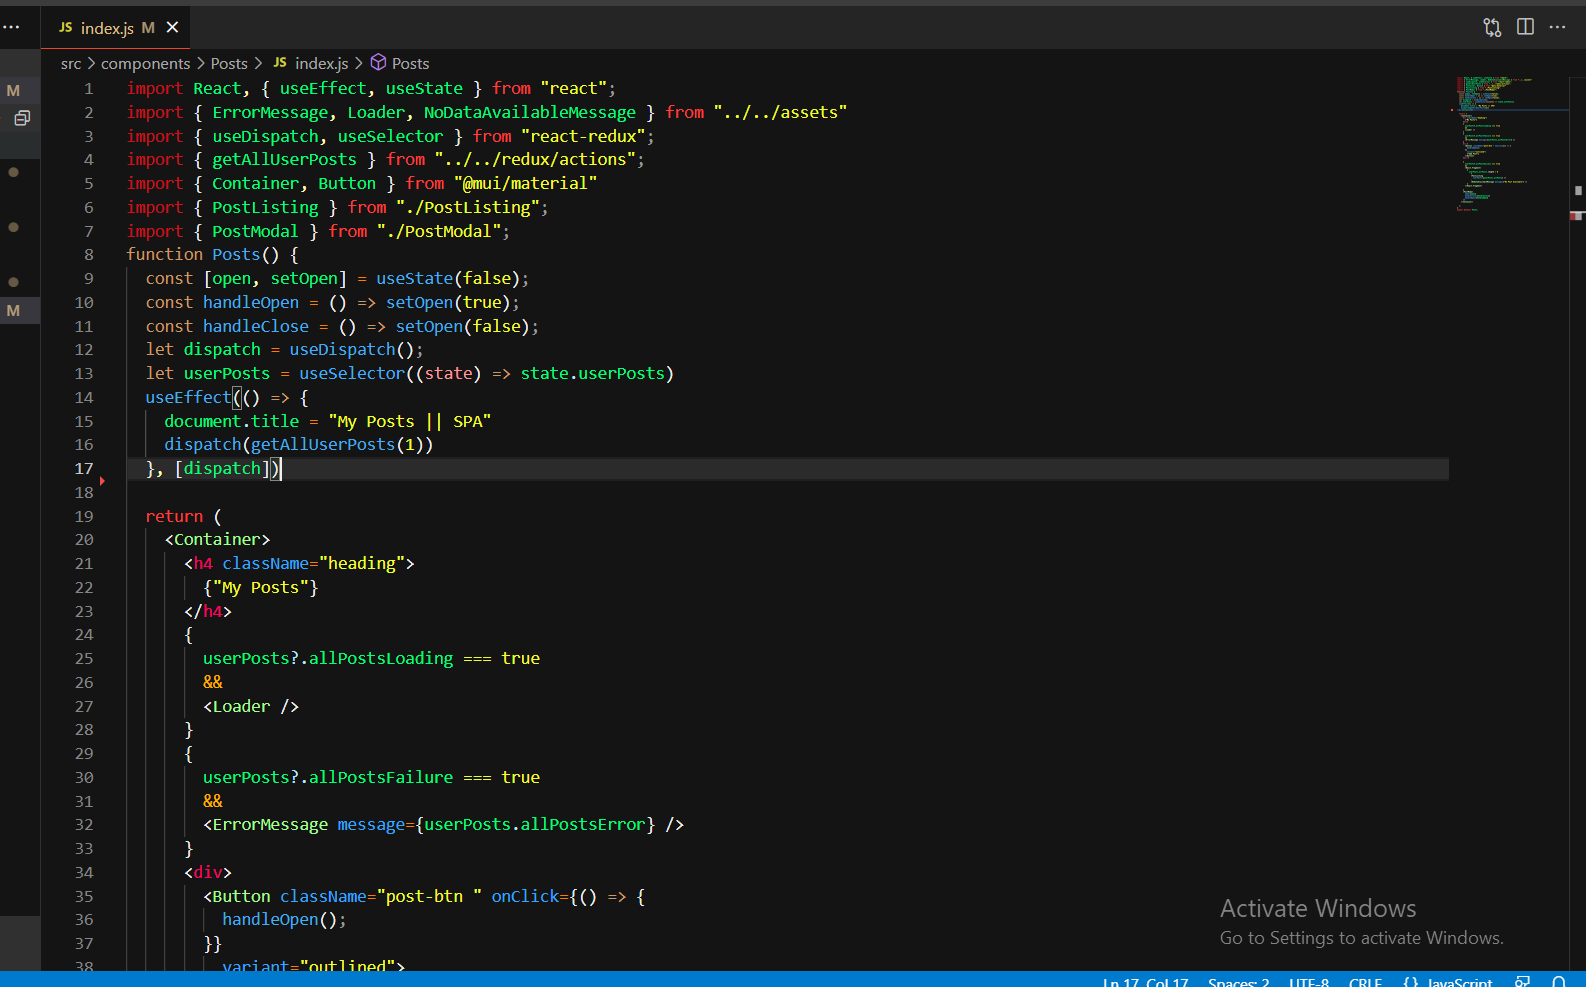 JS index.js M
src > components > Posts > JS index.js > Posts
M
M
1 import React, { useEffect, useState } from "react";
2 import { ErrorMessage, Loader, NoDataAvailableMessage } from "../../assets"
3 import { useDispatch, useSelector } from "react-redux";
4 import { getAllUserPosts } from "../../redux/actions";
5 import { Container, Button } from "@mui/material"
6 import { PostListing } from "./PostListing";
7 import { PostModal } from "./PostModal";
8 function Posts() {
9   const [open, setOpen] = useState(false);
10   const handleOpen = () => setOpen(true);
11   const handleClose = () => setOpen(false);
12   let dispatch = useDispatch();
13   let userPosts = useSelector((state) => state.userPosts)
14   useEffect(() => {
15     document.title = "My Posts || SPA"
16     dispatch(getAllUserPosts(1))
17   }, [dispatch])
18
19   return (
20     <Container>
21       <h4 className="heading">
22         {"My Posts"}
23       </h4>
24       {
25         userPosts?.allPostsLoading === true
26         &&
27         <Loader />
28       }
29       {
30         userPosts?.allPostsFailure === true
31         &&
32         <ErrorMessage message={userPosts.allPostsError} />
33       }
34       <div>
35         <Button className="post-btn " onClick={() => {
36           handleOpen();
37         }}
38           variant="outlined">
Activate Windows
Go to Settings to activate Windows.
Ln 17, Col 17 Spaces: 2 UTF-8 CRLF {} JavaScript